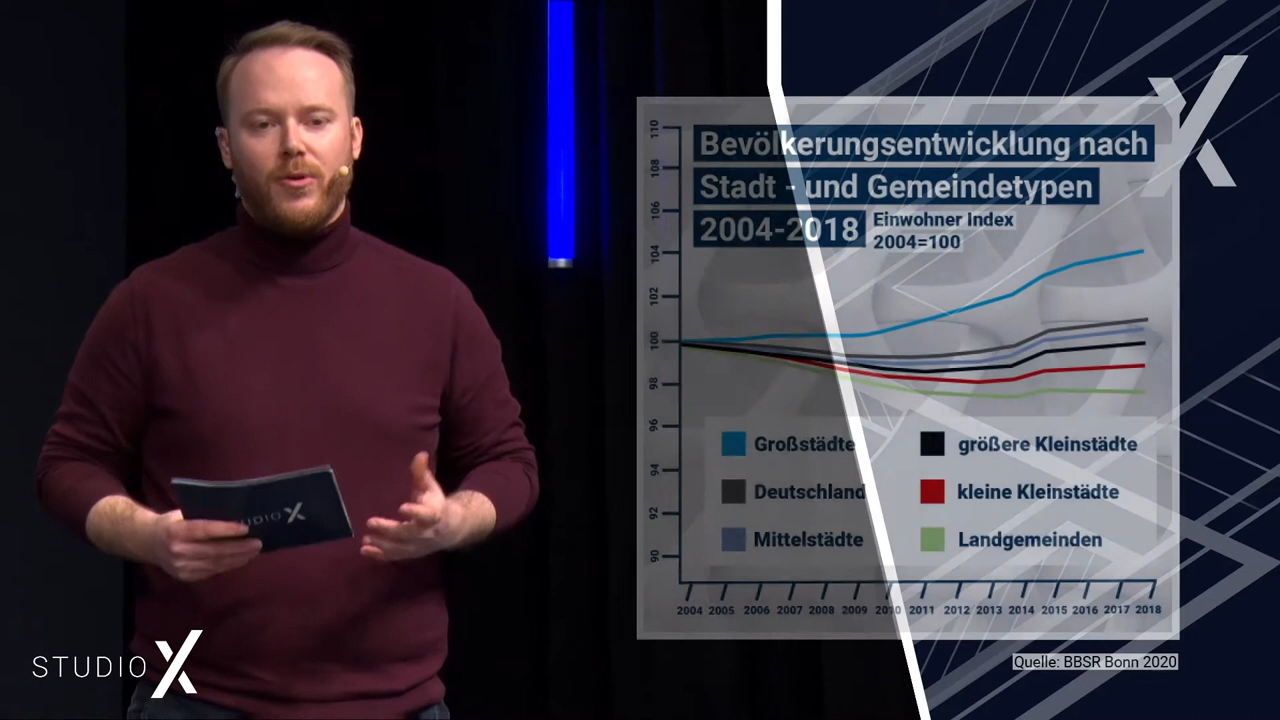 Bevölkerungsentwicklung nach
Stadt - und Gemeindetypen
2004-2018
Einwohner Index
2004=100
110
108
106
104
102
100
98
96
94
92
90
Großstädte
größere Kleinstädte
Deutschland
kleine Kleinstädte
Mittelstädte
Landgemeinden
2004 2005 2006 2007 2008 2009 2010 2011 2012 2013 2014 2015 2016 2017 2018
Quelle: BBSR Bonn 2020
UDIO X
STUDIO X
X